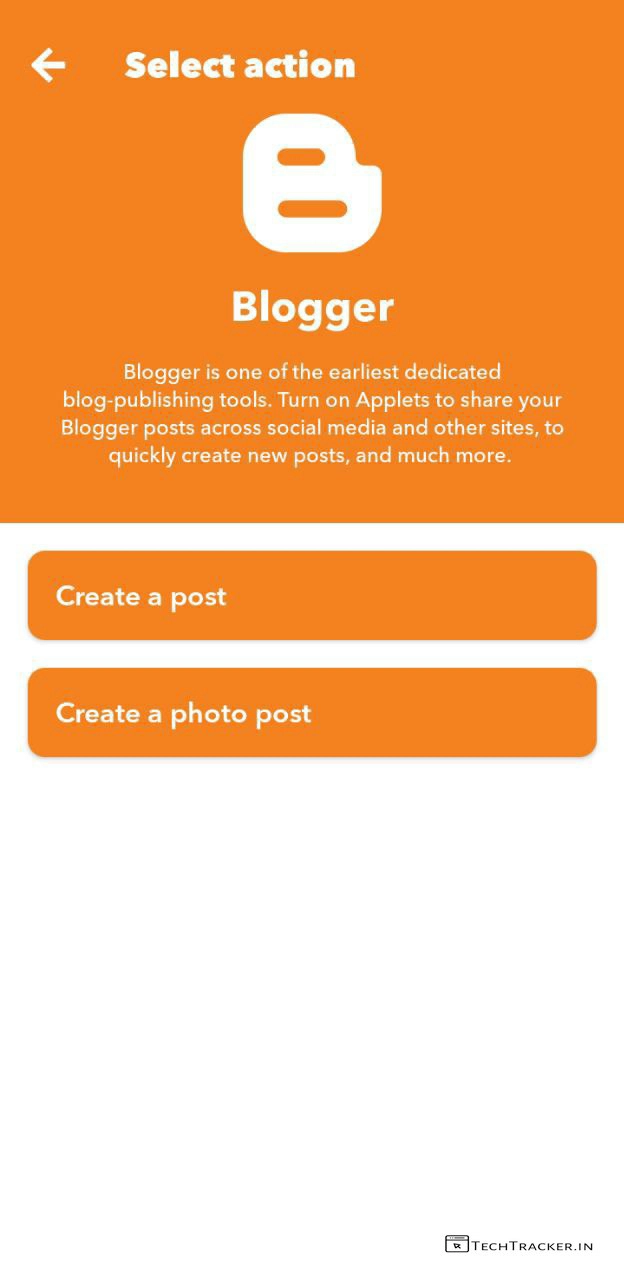 Select action
Blogger
Blogger is one of the earliest dedicated
blog-publishing tools. Turn on Applets to share your
Blogger posts across social media and other sites, to
quickly create new posts, and much more.
Create a post
Create a photo post
TECHTRACKER.IN